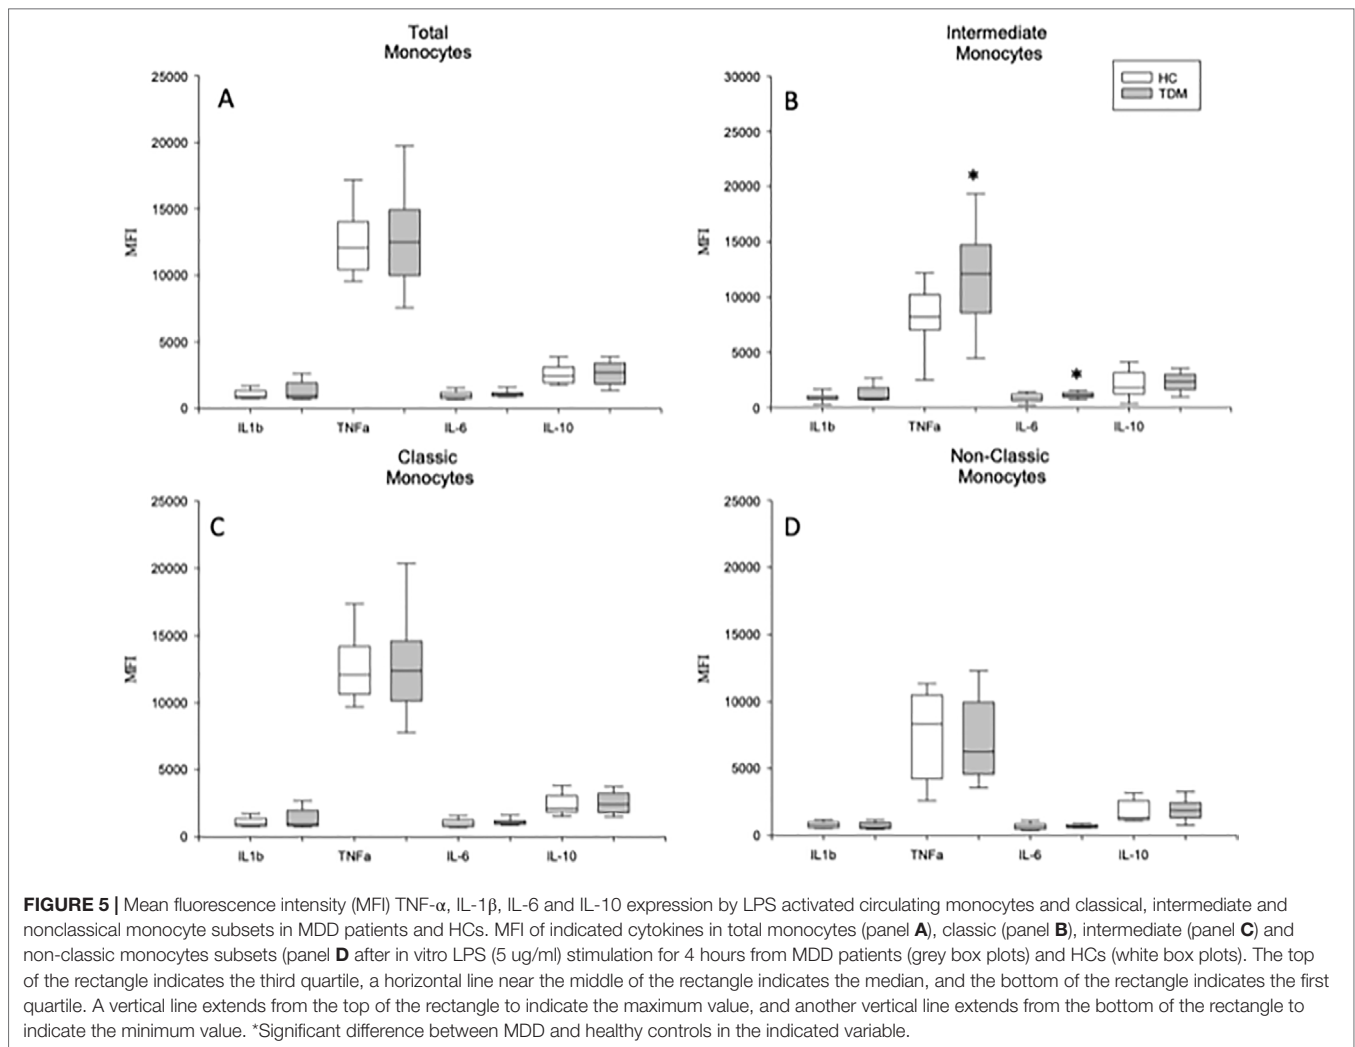 Total
Monocytes
A
MFI
25000
20000
15000
10000
5000
0
IL1b TNFa IL-6 IL-10
Intermediate
Monocytes
B
HC
TDM
MFI
30000
25000
20000
15000
10000
5000
0
*
*
IL1b TNFa IL-6 IL-10
Classic
Monocytes
C
MFI
25000
20000
15000
10000
5000
0
IL1b TNFa IL-6 IL-10
Non-Classic
Monocytes
D
MFI
25000
20000
15000
10000
5000
0
IL1b TNFa IL-6 IL-10
FIGURE 5 | Mean fluorescence intensity (MFI) TNF-α, IL-1β, IL-6 and IL-10 expression by LPS activated circulating monocytes and classical, intermediate and
nonclassical monocyte subsets in MDD patients and HCs. MFI of indicated cytokines in total monocytes (panel A), classic (panel B), intermediate (panel C) and
non-classic monocytes subsets (panel D after in vitro LPS (5 ug/ml) stimulation for 4 hours from MDD patients (grey box plots) and HCs (white box plots). The top
of the rectangle indicates the third quartile, a horizontal line near the middle of the rectangle indicates the median, and the bottom of the rectangle indicates the first
quartile. A vertical line extends from the top of the rectangle to indicate the maximum value, and another vertical line extends from the bottom of the rectangle to
indicate the minimum value. *Significant difference between MDD and healthy controls in the indicated variable.